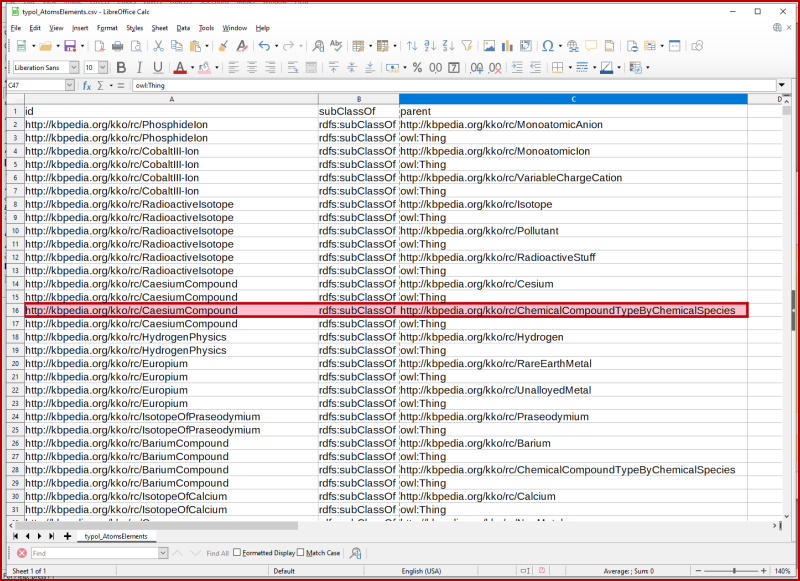 typol_AtomsElements.csv - LibreOffice Calc
File Edit View Insert Format Styles Sheet Data Tools Window Help
Liberation Sans 10
C47 owl:Thing
A B C D
1 id subClassOf parent
2 http://kbpedia.org/kko/rc/PhosphideIon rdfs:subClassOf http://kbpedia.org/kko/rc/MonoatomicAnion
3 http://kbpedia.org/kko/rc/PhosphideIon rdfs:subClassOf owl:Thing
4 http://kbpedia.org/kko/rc/CobaltIII-Ion rdfs:subClassOf http://kbpedia.org/kko/rc/MonoatomicIon
5 http://kbpedia.org/kko/rc/CobaltIII-Ion rdfs:subClassOf owl:Thing
6 http://kbpedia.org/kko/rc/CobaltIII-Ion rdfs:subClassOf http://kbpedia.org/kko/rc/VariableChargeCation
7 http://kbpedia.org/kko/rc/CobaltIII-Ion rdfs:subClassOf owl:Thing
8 http://kbpedia.org/kko/rc/RadioactiveIsotope rdfs:subClassOf http://kbpedia.org/kko/rc/Isotope
9 http://kbpedia.org/kko/rc/RadioactiveIsotope rdfs:subClassOf owl:Thing
10 http://kbpedia.org/kko/rc/RadioactiveIsotope rdfs:subClassOf http://kbpedia.org/kko/rc/Pollutant
11 http://kbpedia.org/kko/rc/RadioactiveIsotope rdfs:subClassOf owl:Thing
12 http://kbpedia.org/kko/rc/RadioactiveIsotope rdfs:subClassOf http://kbpedia.org/kko/rc/RadioactiveStuff
13 http://kbpedia.org/kko/rc/RadioactiveIsotope rdfs:subClassOf owl:Thing
14 http://kbpedia.org/kko/rc/CaesiumCompound rdfs:subClassOf http://kbpedia.org/kko/rc/Cesium
15 http://kbpedia.org/kko/rc/CaesiumCompound rdfs:subClassOf owl:Thing
16 http://kbpedia.org/kko/rc/CaesiumCompound rdfs:subClassOf http://kbpedia.org/kko/rc/ChemicalCompoundTypeByChemicalSpecies
17 http://kbpedia.org/kko/rc/CaesiumCompound rdfs:subClassOf owl:Thing
18 http://kbpedia.org/kko/rc/HydrogenPhysics rdfs:subClassOf http://kbpedia.org/kko/rc/Hydrogen
19 http://kbpedia.org/kko/rc/HydrogenPhysics rdfs:subClassOf owl:Thing
20 http://kbpedia.org/kko/rc/Europium rdfs:subClassOf http://kbpedia.org/kko/rc/RareEarthMetal
21 http://kbpedia.org/kko/rc/Europium rdfs:subClassOf owl:Thing
22 http://kbpedia.org/kko/rc/Europium rdfs:subClassOf http://kbpedia.org/kko/rc/UnalloyedMetal
23 http://kbpedia.org/kko/rc/Europium rdfs:subClassOf owl:Thing
24 http://kbpedia.org/kko/rc/IsotopeOfPraseodymium rdfs:subClassOf http://kbpedia.org/kko/rc/Praseodymium
25 http://kbpedia.org/kko/rc/IsotopeOfPraseodymium rdfs:subClassOf owl:Thing
26 http://kbpedia.org/kko/rc/BariumCompound rdfs:subClassOf http://kbpedia.org/kko/rc/Barium
27 http://kbpedia.org/kko/rc/BariumCompound rdfs:subClassOf owl:Thing
28 http://kbpedia.org/kko/rc/BariumCompound rdfs:subClassOf http://kbpedia.org/kko/rc/ChemicalCompoundTypeByChemicalSpecies
29 http://kbpedia.org/kko/rc/BariumCompound rdfs:subClassOf owl:Thing
30 http://kbpedia.org/kko/rc/IsotopeOfCalcium rdfs:subClassOf http://kbpedia.org/kko/rc/Calcium
31 http://kbpedia.org/kko/rc/IsotopeOfCalcium rdfs:subClassOf owl:Thing
typol_AtomsElements
Find Find All Formatted Display Match Case
Sheet 1 of 1 Default English (USA) Average: ; Sum: 0 140%